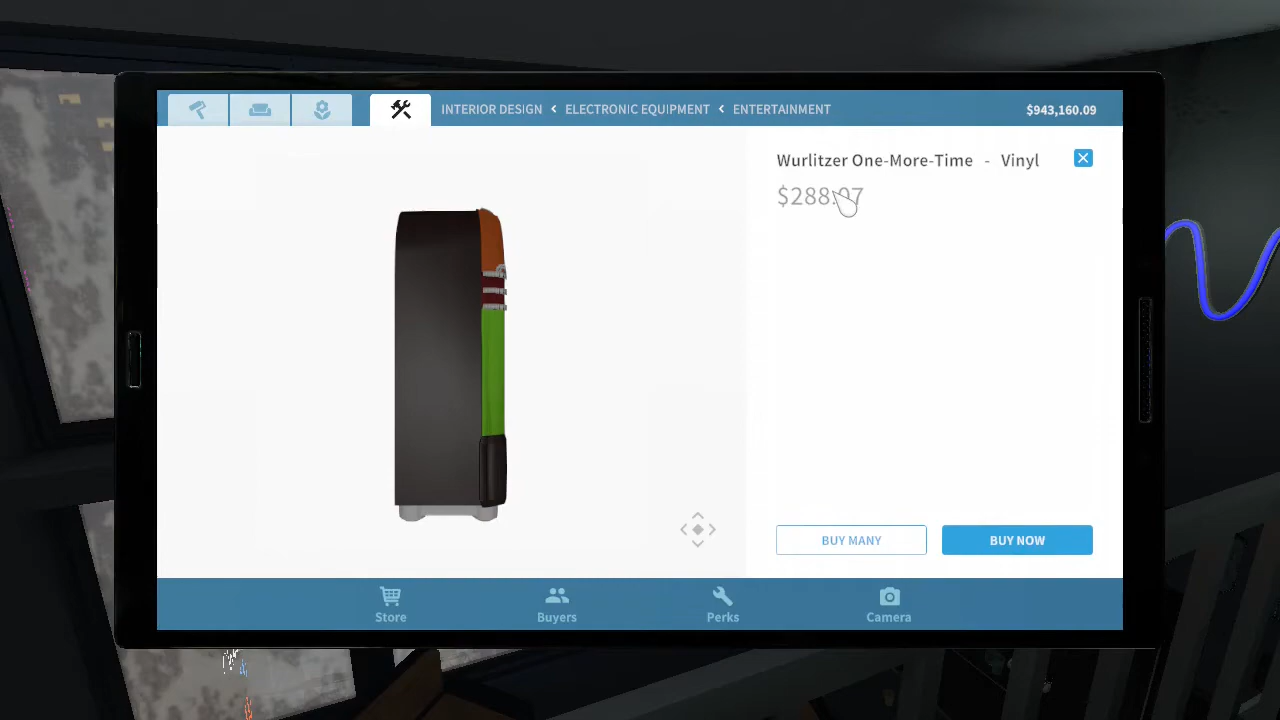 INTERIOR DESIGN < ELECTRONIC EQUIPMENT < ENTERTAINMENT $943,160.09
Wurlitzer One-More-Time - Vinyl
BUY MANY BUY NOW
Store Buyers Perks Camera